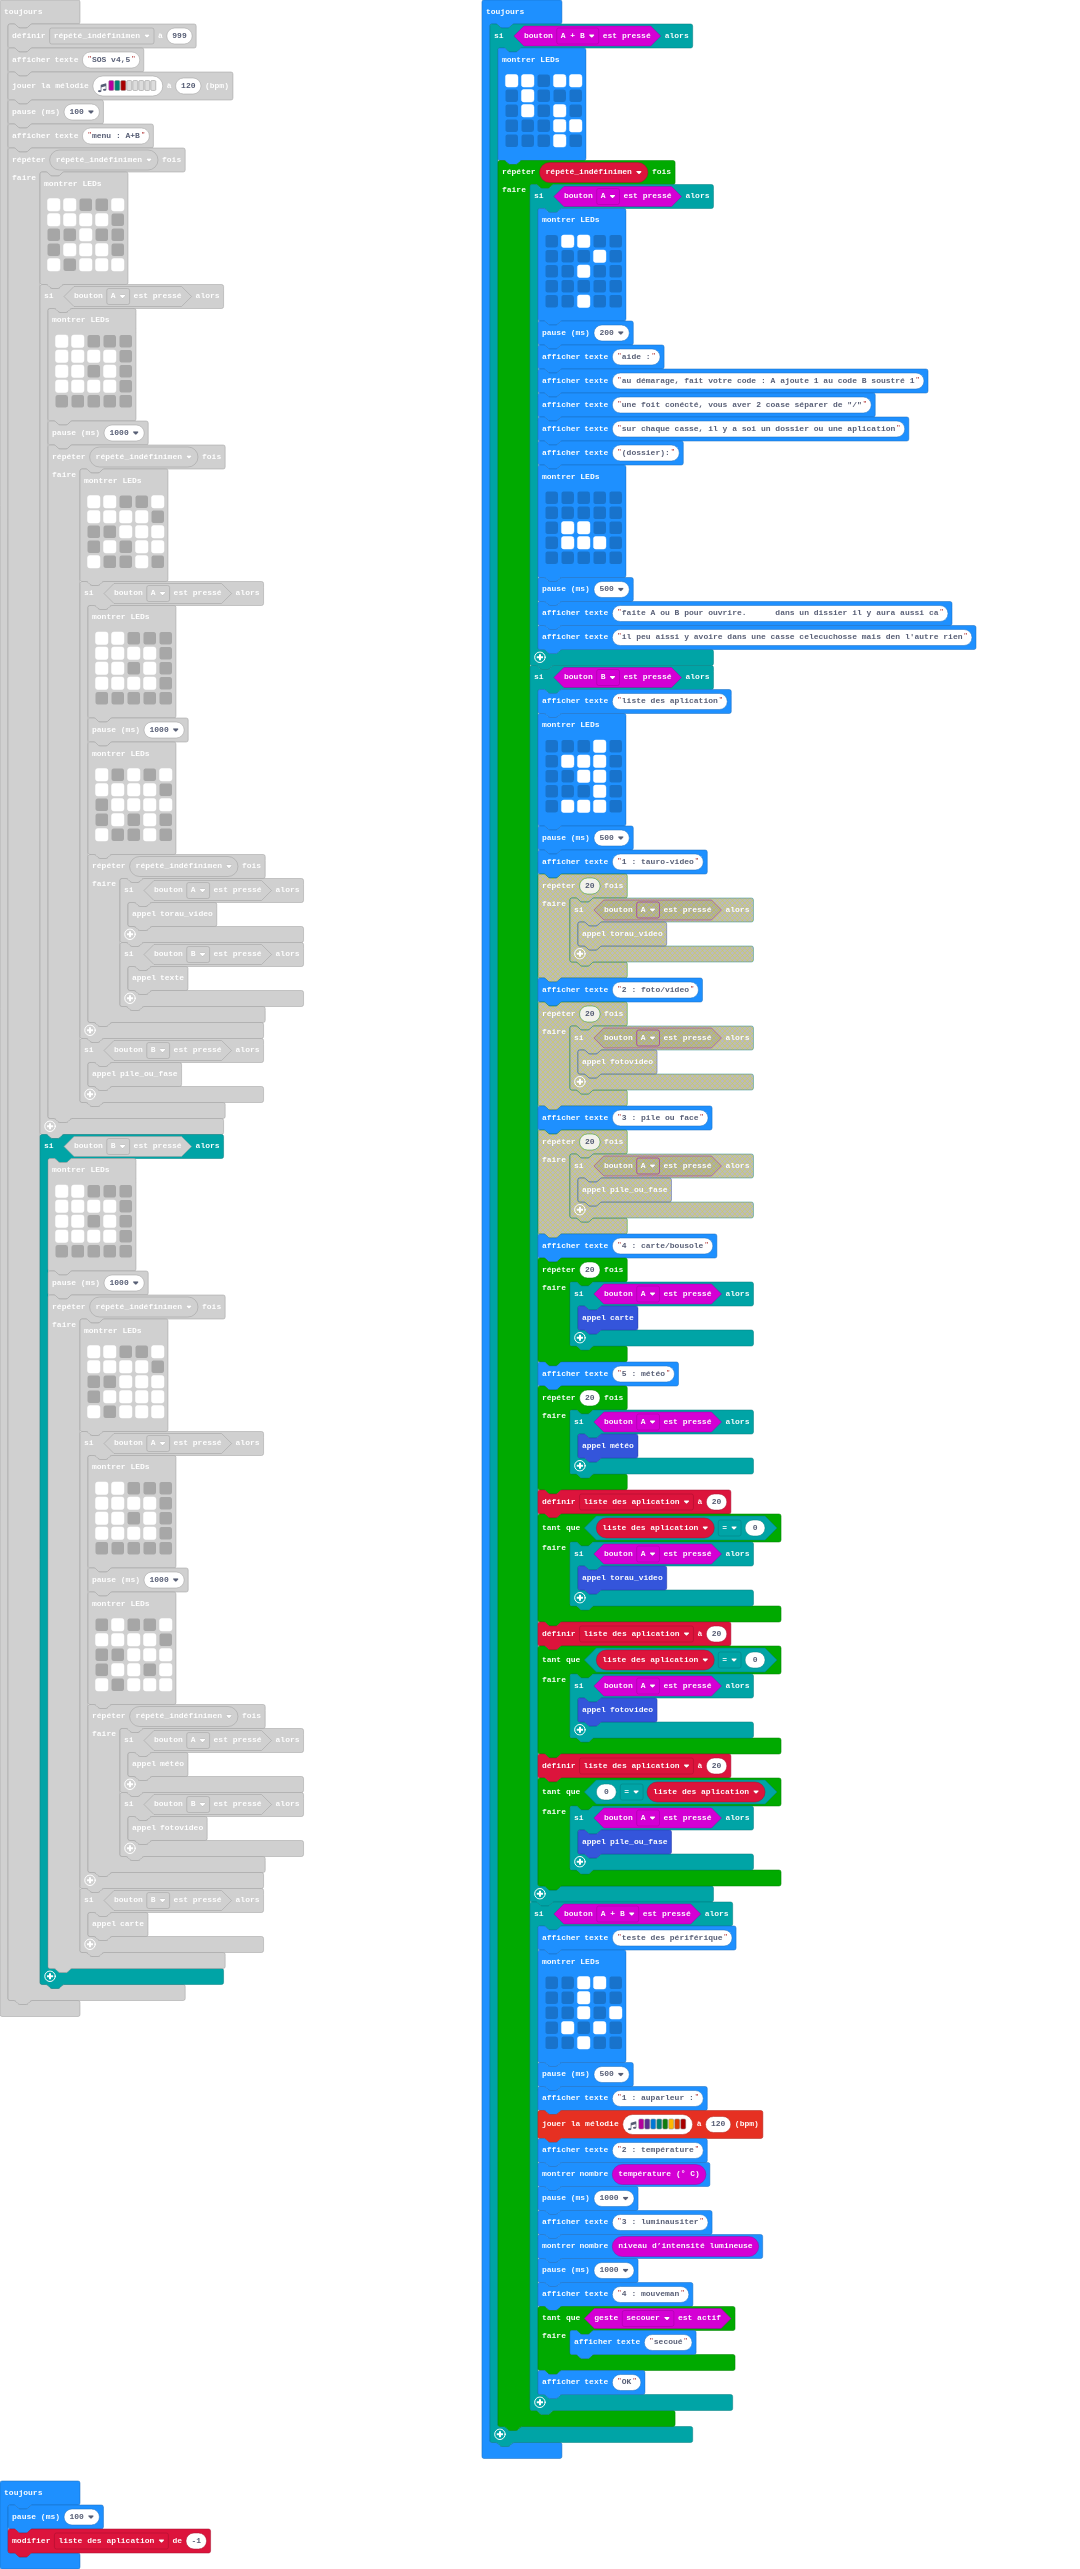 toujours
définir répété_indéfinimen à 999
afficher texte "SOS v4,5"
jouer la mélodie à 120 (bpm)
pause (ms) 100
afficher texte "menu : A+B"
répéter répété_indéfinimen fois
faire
montrer LEDs
si bouton A est pressé alors
montrer LEDs
pause (ms) 1000
répéter répété_indéfinimen fois
faire
montrer LEDs
si bouton A est pressé alors
montrer LEDs
pause (ms) 1000
montrer LEDs
répéter répété_indéfinimen fois
faire
si bouton A est pressé alors
appel torau_video
si bouton B est pressé alors
appel texte
si bouton B est pressé alors
appel pile_ou_fase
si bouton B est pressé alors
montrer LEDs
pause (ms) 1000
répéter répété_indéfinimen fois
faire
montrer LEDs
si bouton A est pressé alors
montrer LEDs
pause (ms) 1000
montrer LEDs
répéter répété_indéfinimen fois
faire
si bouton A est pressé alors
appel météo
si bouton B est pressé alors
appel fotovideo
si bouton B est pressé alors
appel carte
toujours
si bouton A + B est pressé alors
montrer LEDs
répéter répété_indéfinimen fois
faire
si bouton A est pressé alors
montrer LEDs
pause (ms) 200
afficher texte "aide :"
afficher texte "au démarage, fait votre code : A ajoute 1 au code B soustré 1"
afficher texte "une foit conécté, vous aver 2 coase séparer de "/""
afficher texte "sur chaque casse, il y a soi un dossier ou une aplication"
afficher texte "(dossier):"
montrer LEDs
pause (ms) 500
afficher texte "faite A ou B pour ouvrire. dans un dissier il y aura aussi ca"
afficher texte "il peu aissi y avoire dans une casse celecuchosse mais den l'autre rien"
si bouton B est pressé alors
afficher texte "liste des aplication"
montrer LEDs
pause (ms) 500
afficher texte "1 : tauro-video"
répéter 20 fois
faire
si bouton A est pressé alors
appel torau_video
afficher texte "2 : foto/video"
répéter 20 fois
faire
si bouton A est pressé alors
appel fotovideo
afficher texte "3 : pile ou face"
répéter 20 fois
faire
si bouton A est pressé alors
appel pile_ou_fase
afficher texte "4 : carte/bousole"
répéter 20 fois
faire
si bouton A est pressé alors
appel carte
afficher texte "5 : météo"
répéter 20 fois
faire
si bouton A est pressé alors
appel météo
définir liste des aplication à 20
tant que liste des aplication = 0
faire
si bouton A est pressé alors
appel torau_video
définir liste des aplication à 20
tant que liste des aplication = 0
faire
si bouton A est pressé alors
appel fotovideo
définir liste des aplication à 20
tant que 0 = liste des aplication
faire
si bouton A est pressé alors
appel pile_ou_fase
si bouton A + B est pressé alors
afficher texte "teste des périférique"
montrer LEDs
pause (ms) 500
afficher texte "1 : auparleur :"
jouer la mélodie à 120 (bpm)
afficher texte "2 : température"
montrer nombre température (° C)
pause (ms) 1000
afficher texte "3 : luminausiter"
montrer nombre niveau d'intensité lumineuse
pause (ms) 1000
afficher texte "4 : mouveman"
tant que geste secouer est actif
faire
afficher texte "secoué"
afficher texte "OK"
toujours
pause (ms) 100
modifier liste des aplication de -1